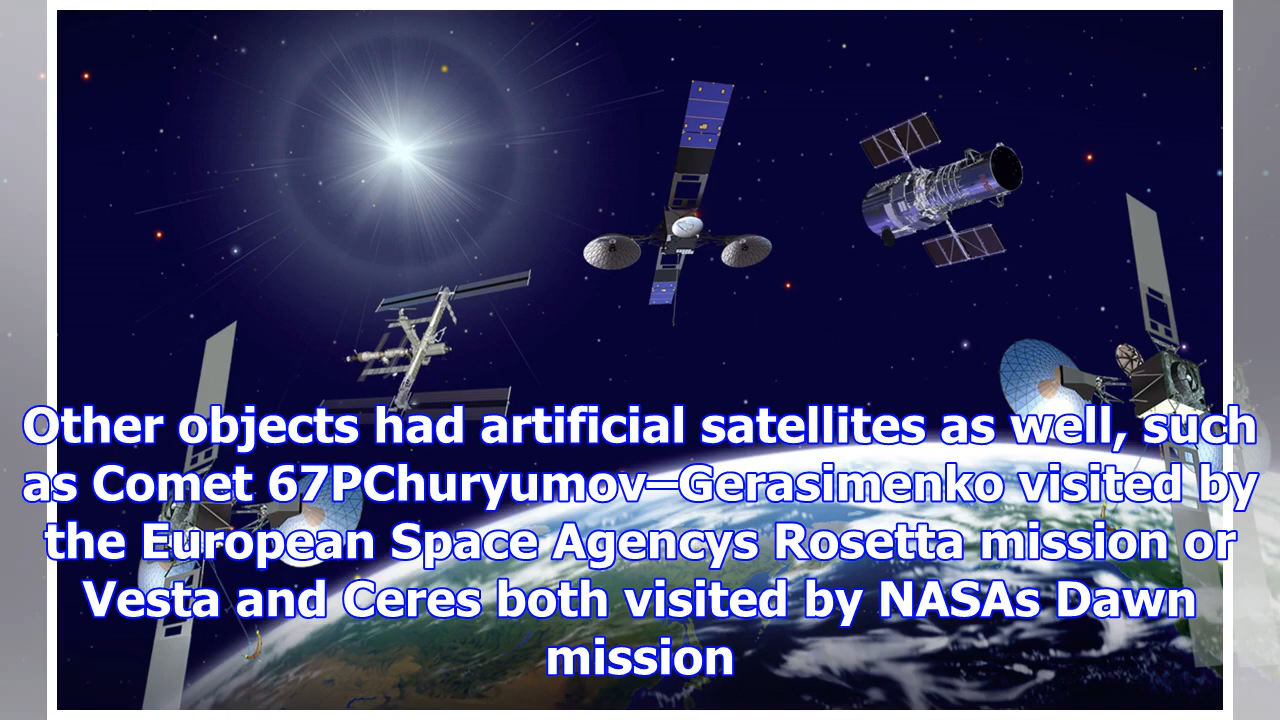 Other objects had artificial satellites as well, such
as Comet 67PChuryumov–Gerasimenko visited by
the European Space Agencys Rosetta mission or
Vesta and Ceres both visited by NASAs Dawn
mission